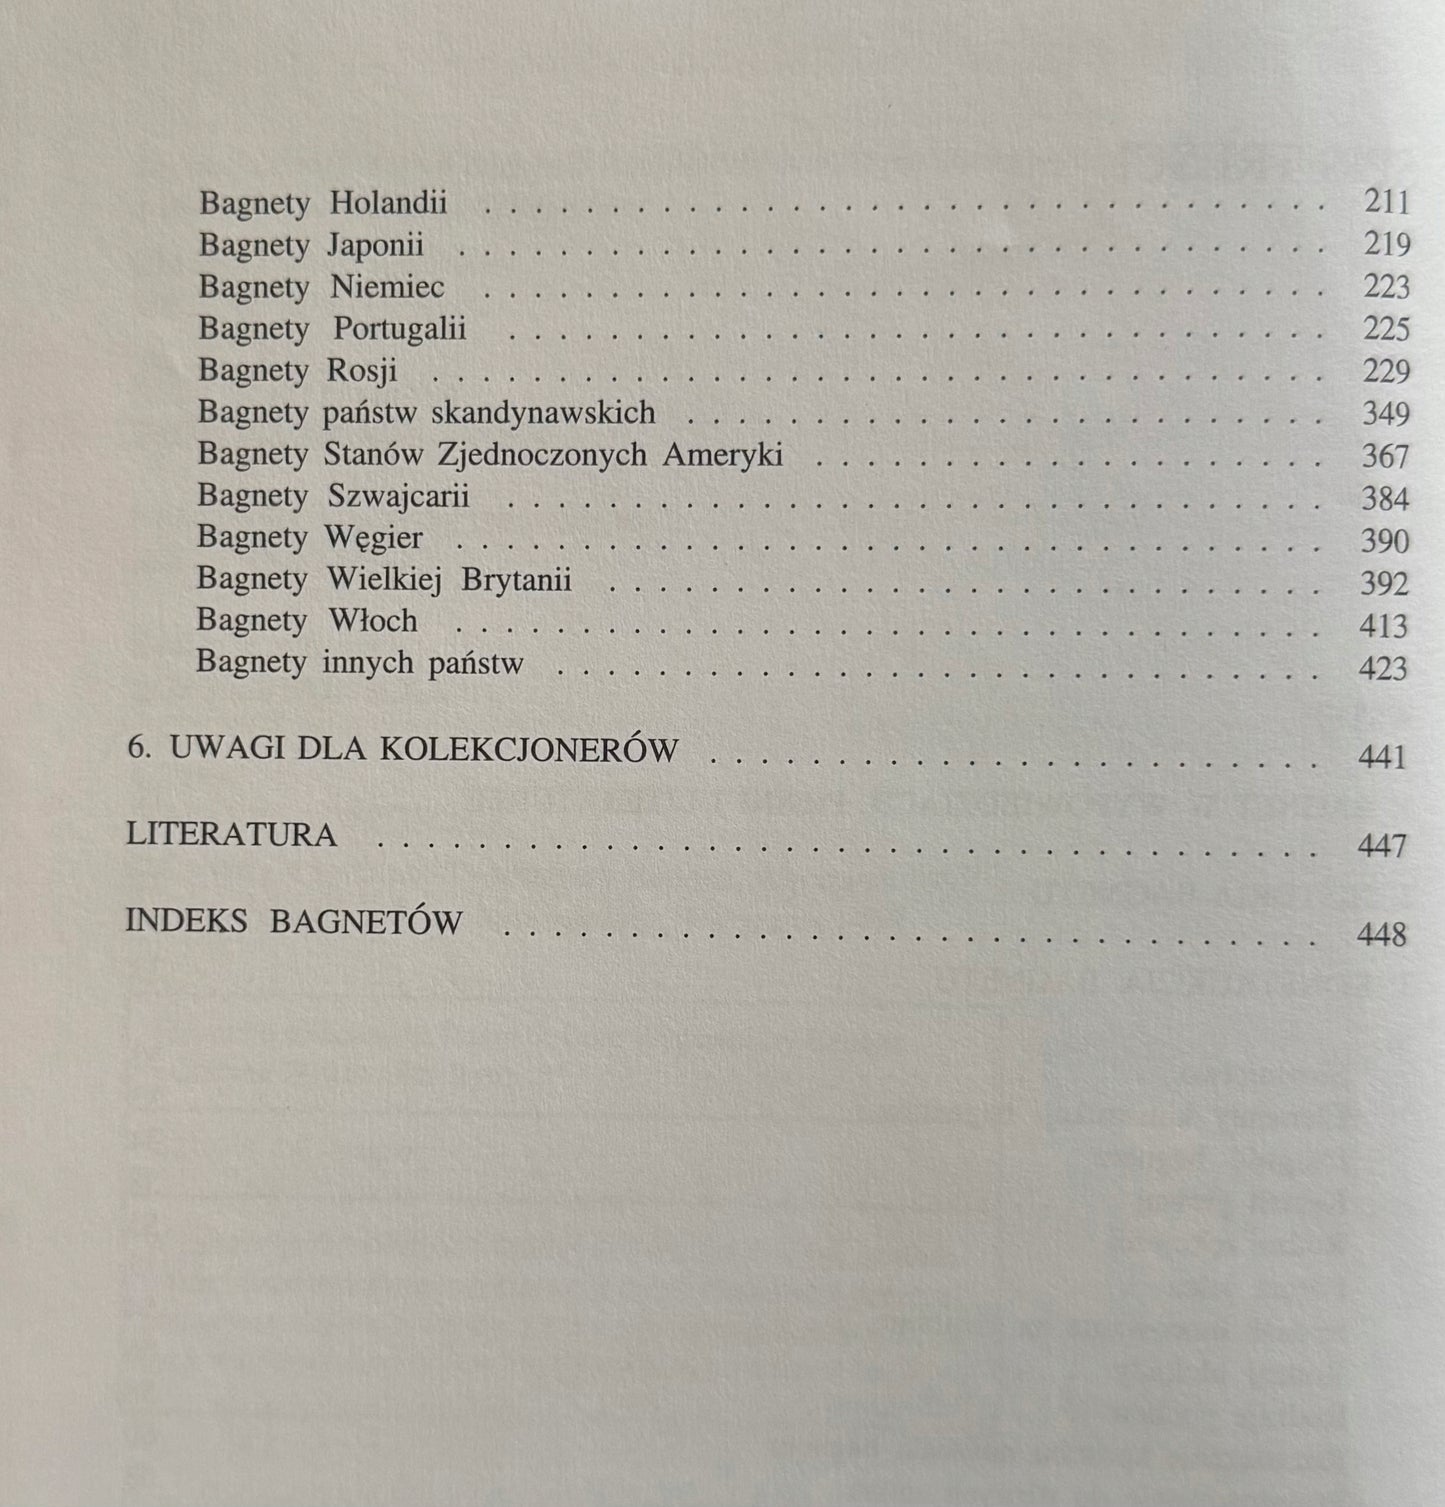 Bagnety Holandii . . . . . . . . . . . . . . . . . . . . . . . . . . . . . . . . . 211
Bagnety Japonii . . . . . . . . . . . . . . . . . . . . . . . . . . . . . . . . . . 219
Bagnety Niemiec . . . . . . . . . . . . . . . . . . . . . . . . . . . . . . . . . 223
Bagnety Portugalii . . . . . . . . . . . . . . . . . . . . . . . . . . . . . . . . 225
Bagnety Rosji . . . . . . . . . . . . . . . . . . . . . . . . . . . . . . . . . . . 229
Bagnety państw skandynawskich . . . . . . . . . . . . . . . . . . . . . . . . . 349
Bagnety Stanów Zjednoczonych Ameryki . . . . . . . . . . . . . . . . . . . . 367
Bagnety Szwajcarii . . . . . . . . . . . . . . . . . . . . . . . . . . . . . . . . 384
Bagnety Węgier . . . . . . . . . . . . . . . . . . . . . . . . . . . . . . . . . . 390
Bagnety Wielkiej Brytanii . . . . . . . . . . . . . . . . . . . . . . . . . . . . 392
Bagnety Włoch . . . . . . . . . . . . . . . . . . . . . . . . . . . . . . . . . . 413
Bagnety innych państw . . . . . . . . . . . . . . . . . . . . . . . . . . . . . . 423
6. UWAGI DLA KOLEKCJONERÓW . . . . . . . . . . . . . . . . . . . . . . . . 441
LITERATURA . . . . . . . . . . . . . . . . . . . . . . . . . . . . . . . . . . . . . 447
INDEKS BAGNETÓW . . . . . . . . . . . . . . . . . . . . . . . . . . . . . . . . 448